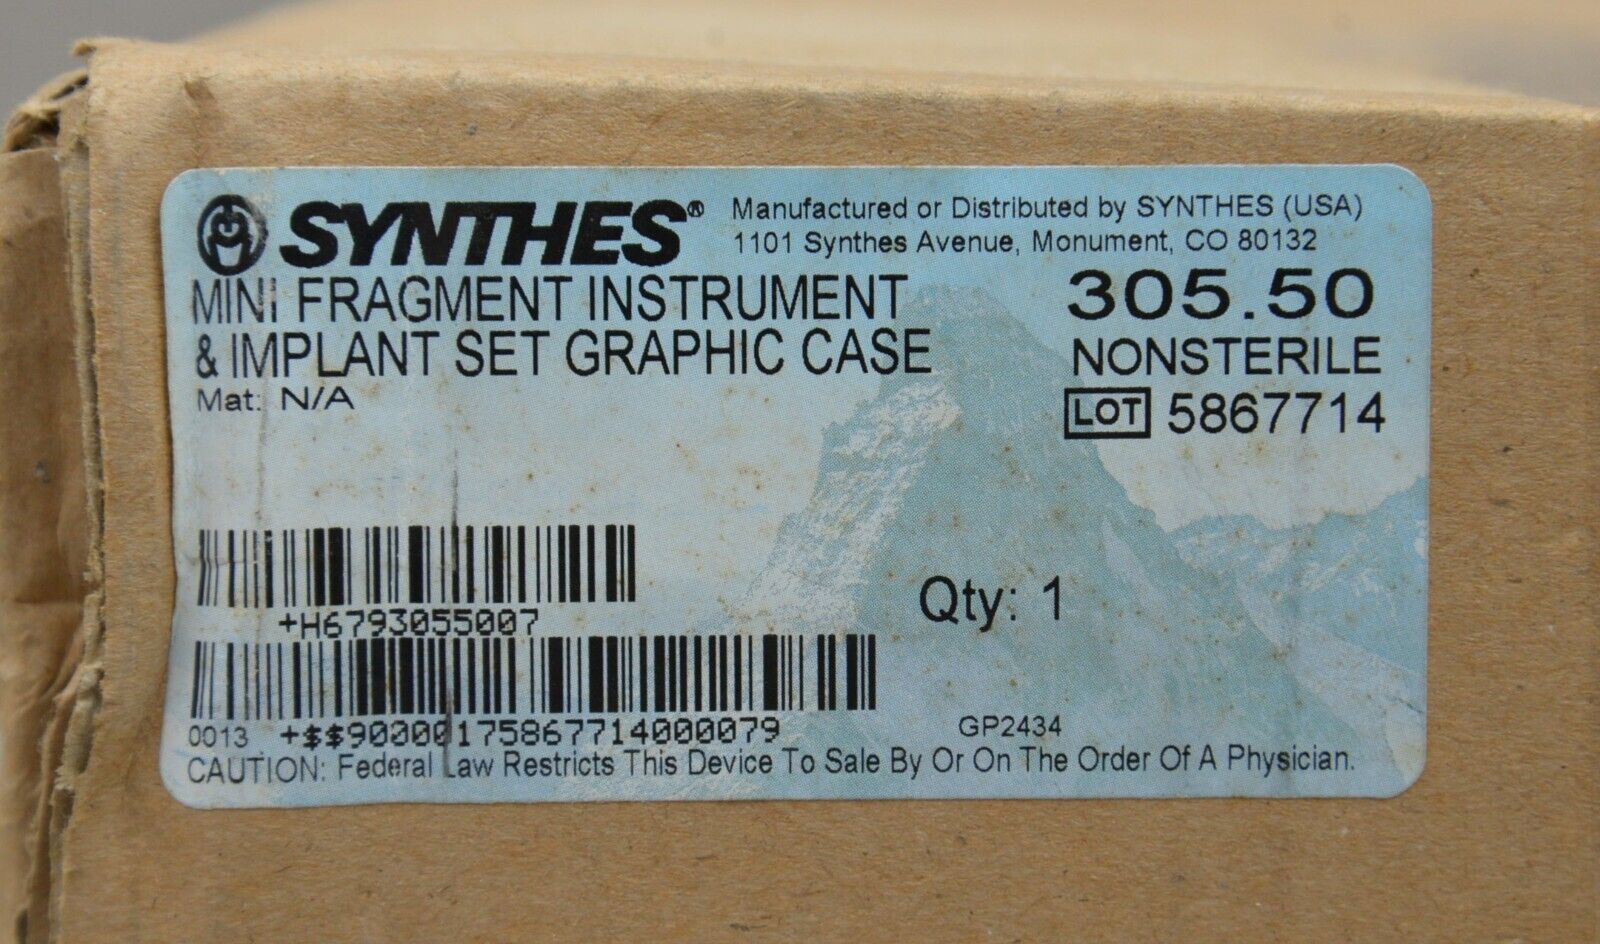 SYNTHES® Manufactured or Distributed by SYNTHES (USA)
1101 Synthes Avenue, Monument, CO 80132
MINI FRAGMENT INSTRUMENT
& IMPLANT SET GRAPHIC CASE
Mat: N/A
305.50
NONSTERILE
LOT 5867714
+H6793055007
Qty: 1
0013 +$$90000175867714000079 GP2434
CAUTION: Federal Law Restricts This Device To Sale By Or On The Order Of A Physician.